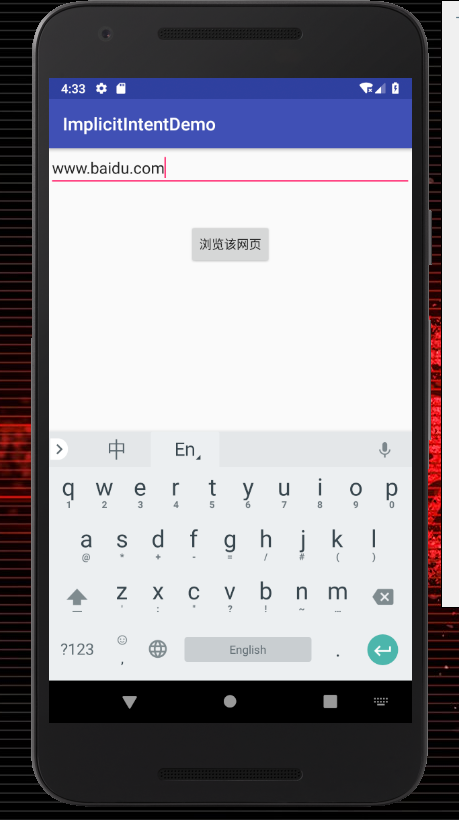 4:33
ImplicitIntentDemo
www.baidu.com
浏览该网页
中 En
q w e r t y u i o p
1 2 3 4 5 6 7 8 9 0
a s d f g h j k l
@ * + - = / # ( )
z x c v b n m
' : " ? ! ~ …
?123 , English .